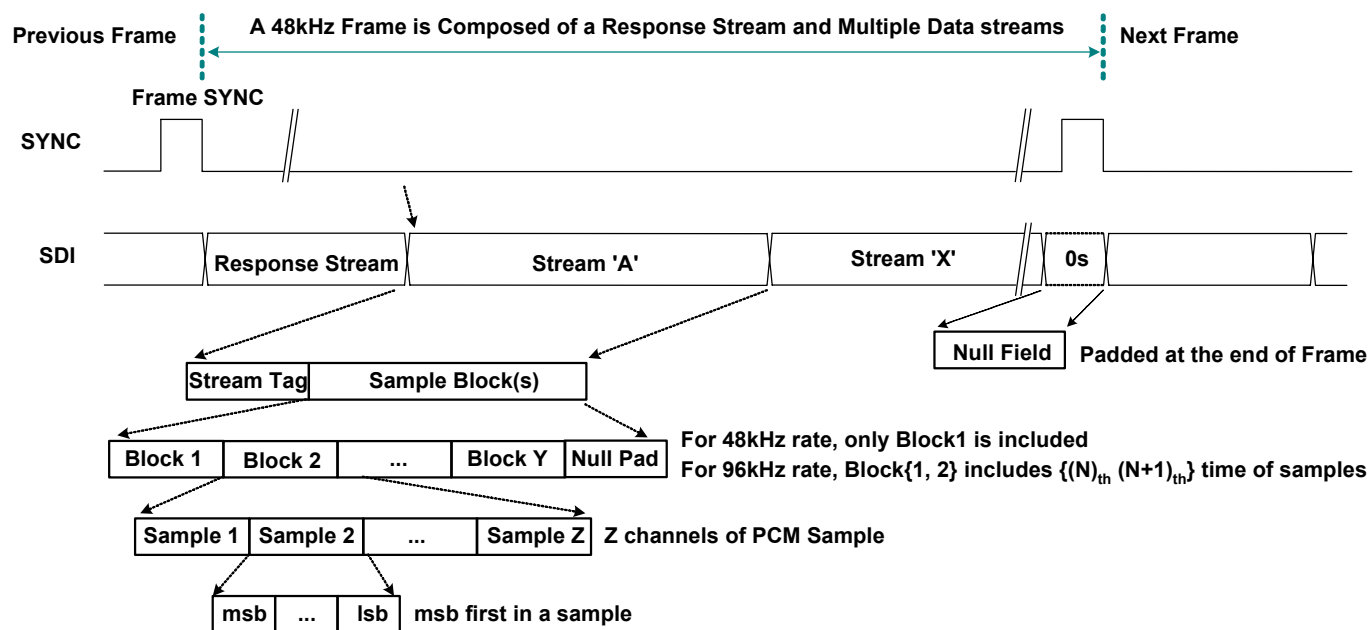 Previous Frame
A 48kHz Frame is Composed of a Response Stream and Multiple Data streams
Next Frame
Frame SYNC
SYNC
SDI
Response Stream
Stream 'A'
Stream 'X'
0s
Null Field
Padded at the end of Frame
Stream Tag
Sample Block(s)
Block 1
Block 2
...
Block Y
Null Pad
For 48kHz rate, only Block1 is included
For 96kHz rate, Block{1, 2} includes {(N)th (N+1)th} time of samples
Sample 1
Sample 2
...
Sample Z
Z channels of PCM Sample
msb
...
lsb
msb first in a sample